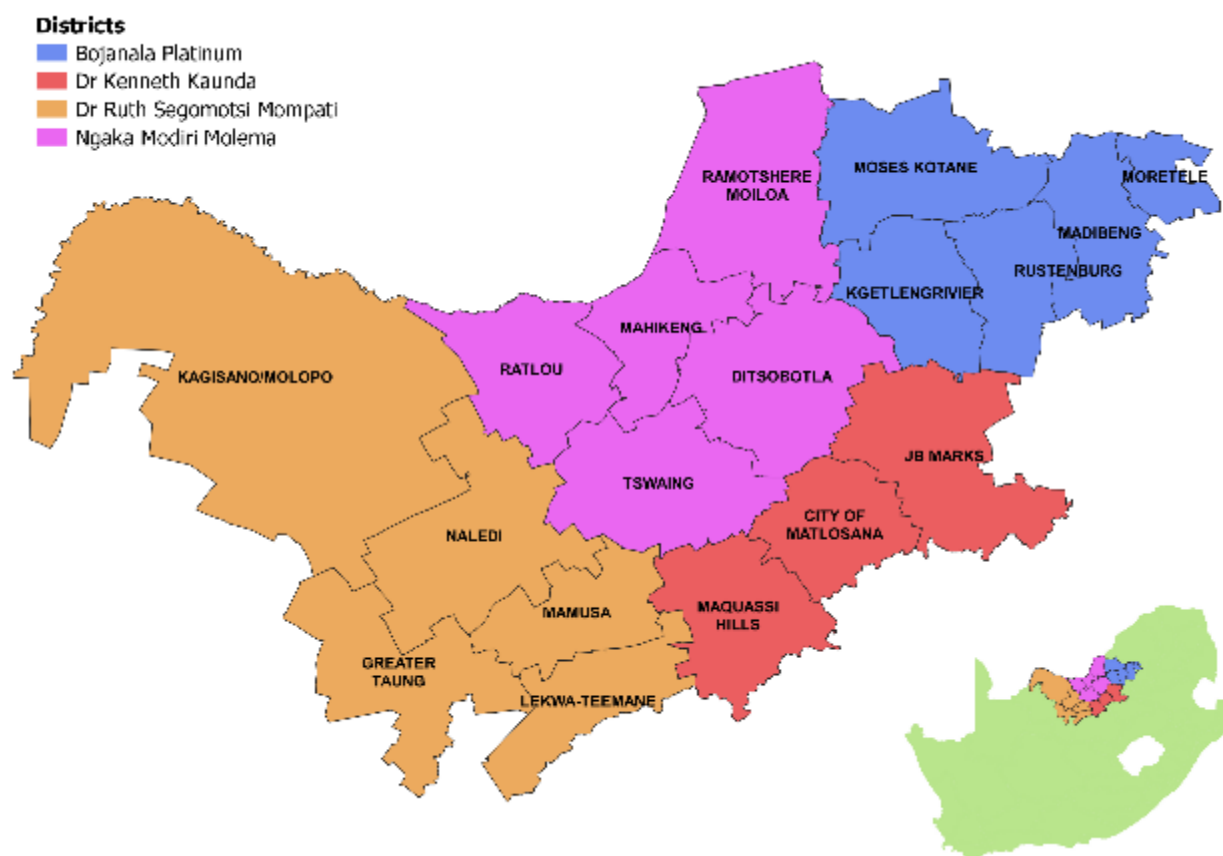 Districts
Bojanala Platinum
Dr Kenneth Kaunda
Dr Ruth Segomotsi Mompati
Ngaka Modiri Molema
MOSES KOTANE
MORETELE
RAMOTSHERE
MOILOA
MADIBENG
RUSTENBURG
KGETLENGRIVIER
MAHIKENG
RATLOU
DITSOBOTLA
KAGISANO/MOLOPO
JB MARKS
TSWAING
CITY OF
MATLOSANA
NALEDI
MAMUSA
MAQUASSI
HILLS
GREATER
TAUNG
LEKWA-TEEMANE